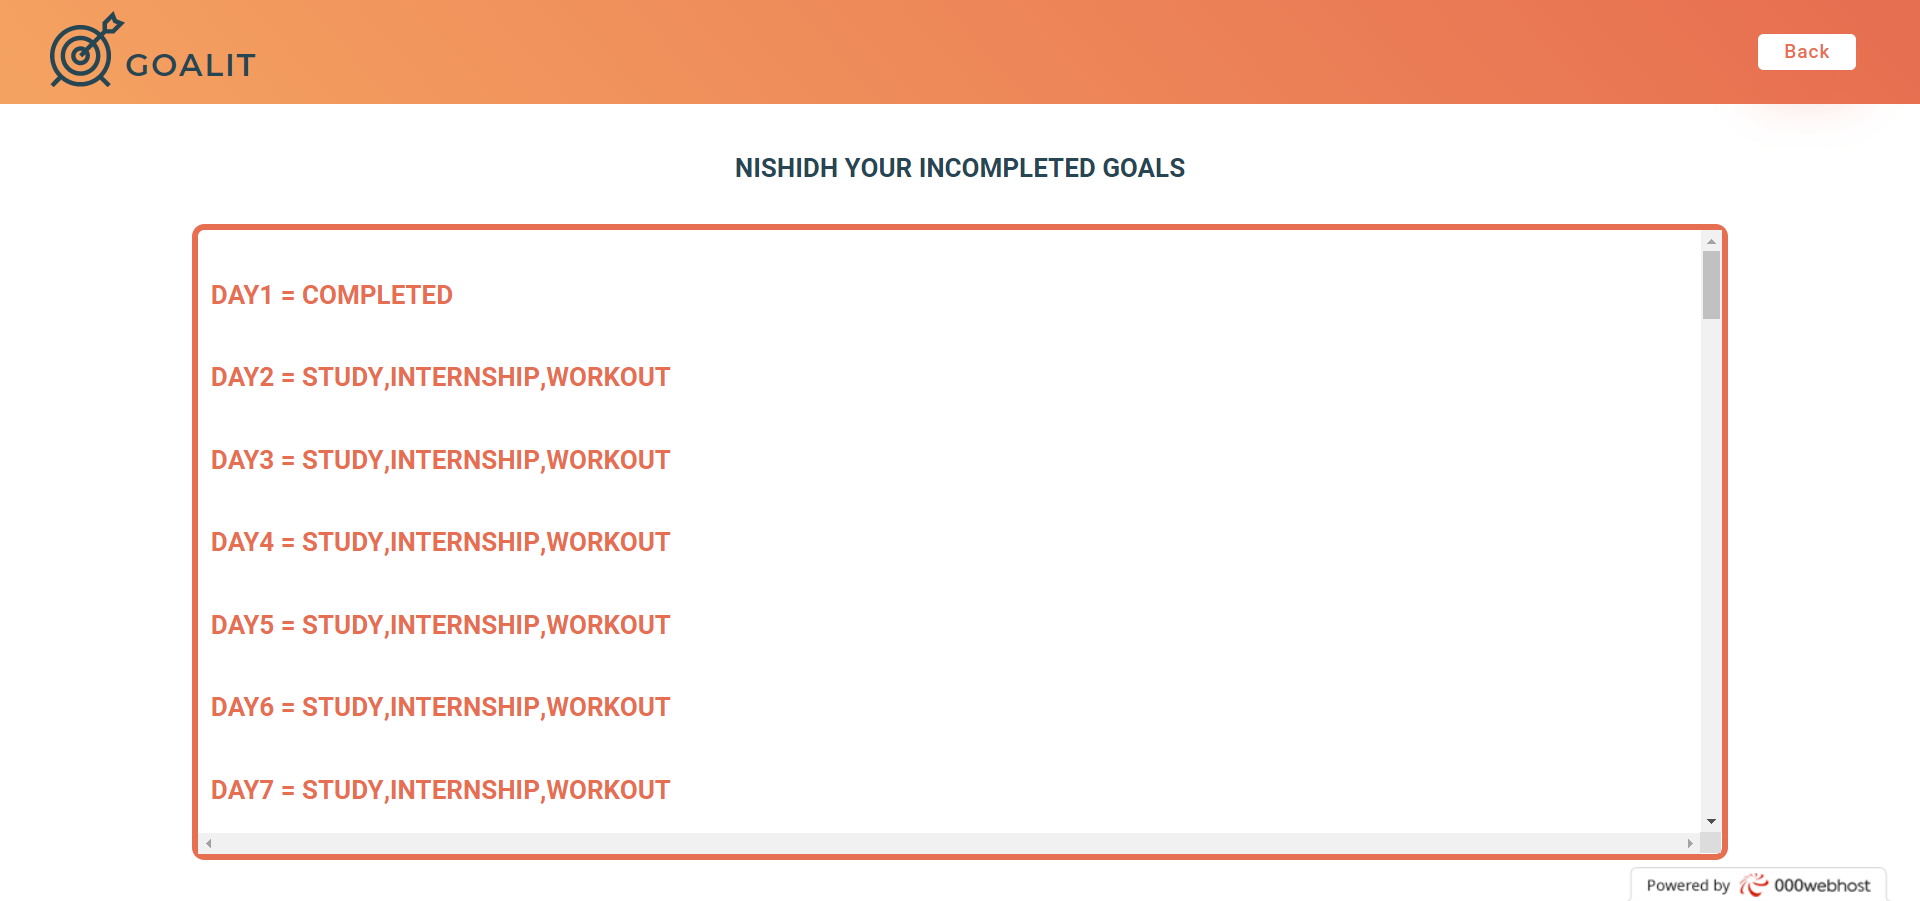 GOALIT
Back
NISHIDH YOUR INCOMPLETED GOALS
DAY1 = COMPLETED
DAY2 = STUDY,INTERNSHIP,WORKOUT
DAY3 = STUDY,INTERNSHIP,WORKOUT
DAY4 = STUDY,INTERNSHIP,WORKOUT
DAY5 = STUDY,INTERNSHIP,WORKOUT
DAY6 = STUDY,INTERNSHIP,WORKOUT
DAY7 = STUDY,INTERNSHIP,WORKOUT
Powered by 000webhost